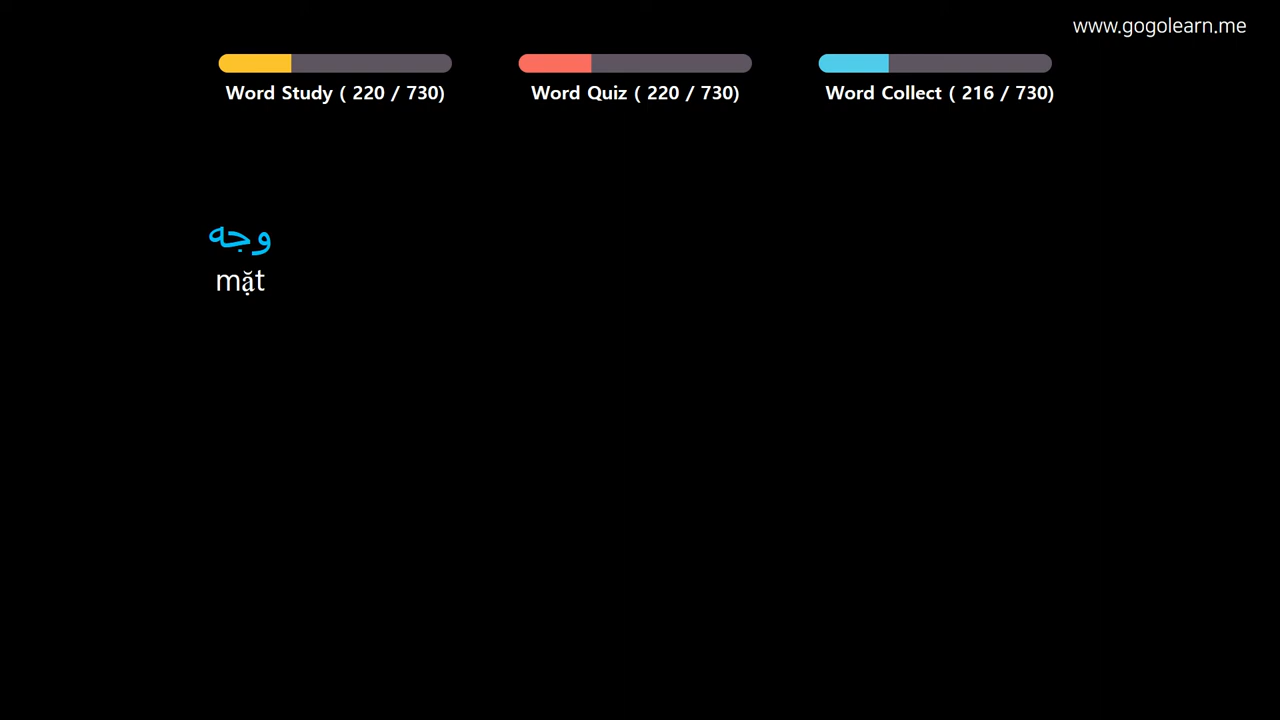 www.gogolearn.me
Word Study ( 220 / 730)
Word Quiz ( 220 / 730)
Word Collect ( 216 / 730)
وجه
mặt